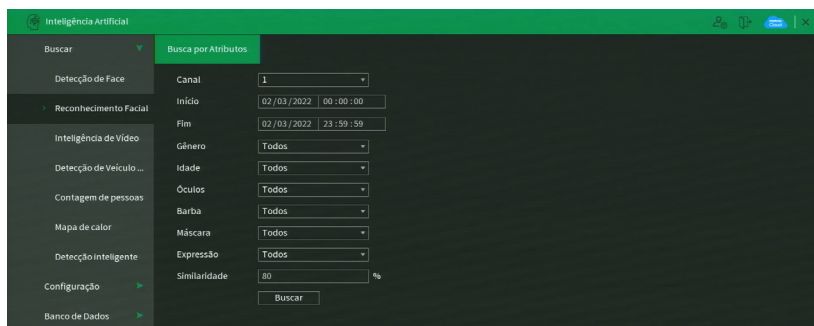 Inteligência Artificial
Buscar
Detecção de Face
Reconhecimento Facial
Inteligência de Vídeo
Detecção de Veículo ...
Contagem de pessoas
Mapa de calor
Detecção inteligente
Configuração
Banco de Dados
Busca por Atributos
Canal 1
Início 02/03/2022 00:00:00
Fim 02/03/2022 23:59:59
Gênero Todos
Idade Todos
Óculos Todos
Barba Todos
Máscara Todos
Expressão Todos
Similaridade 80 %
Buscar